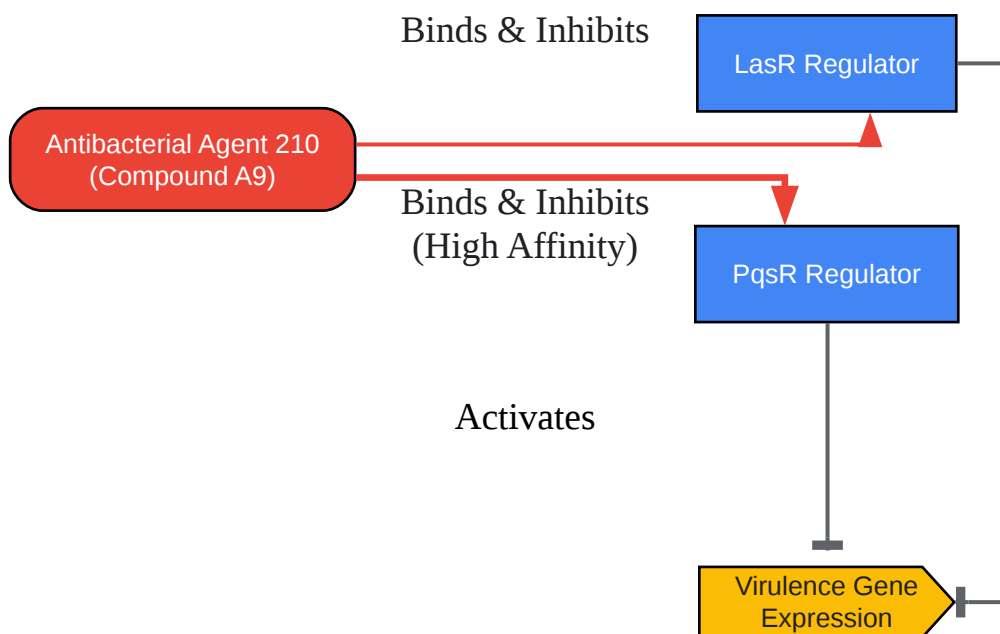 Binds & Inhibits
LasR Regulator
Antibacterial Agent 210
(Compound A9)
Binds & Inhibits
(High Affinity)
PqsR Regulator
Activates
Virulence Gene
Expression